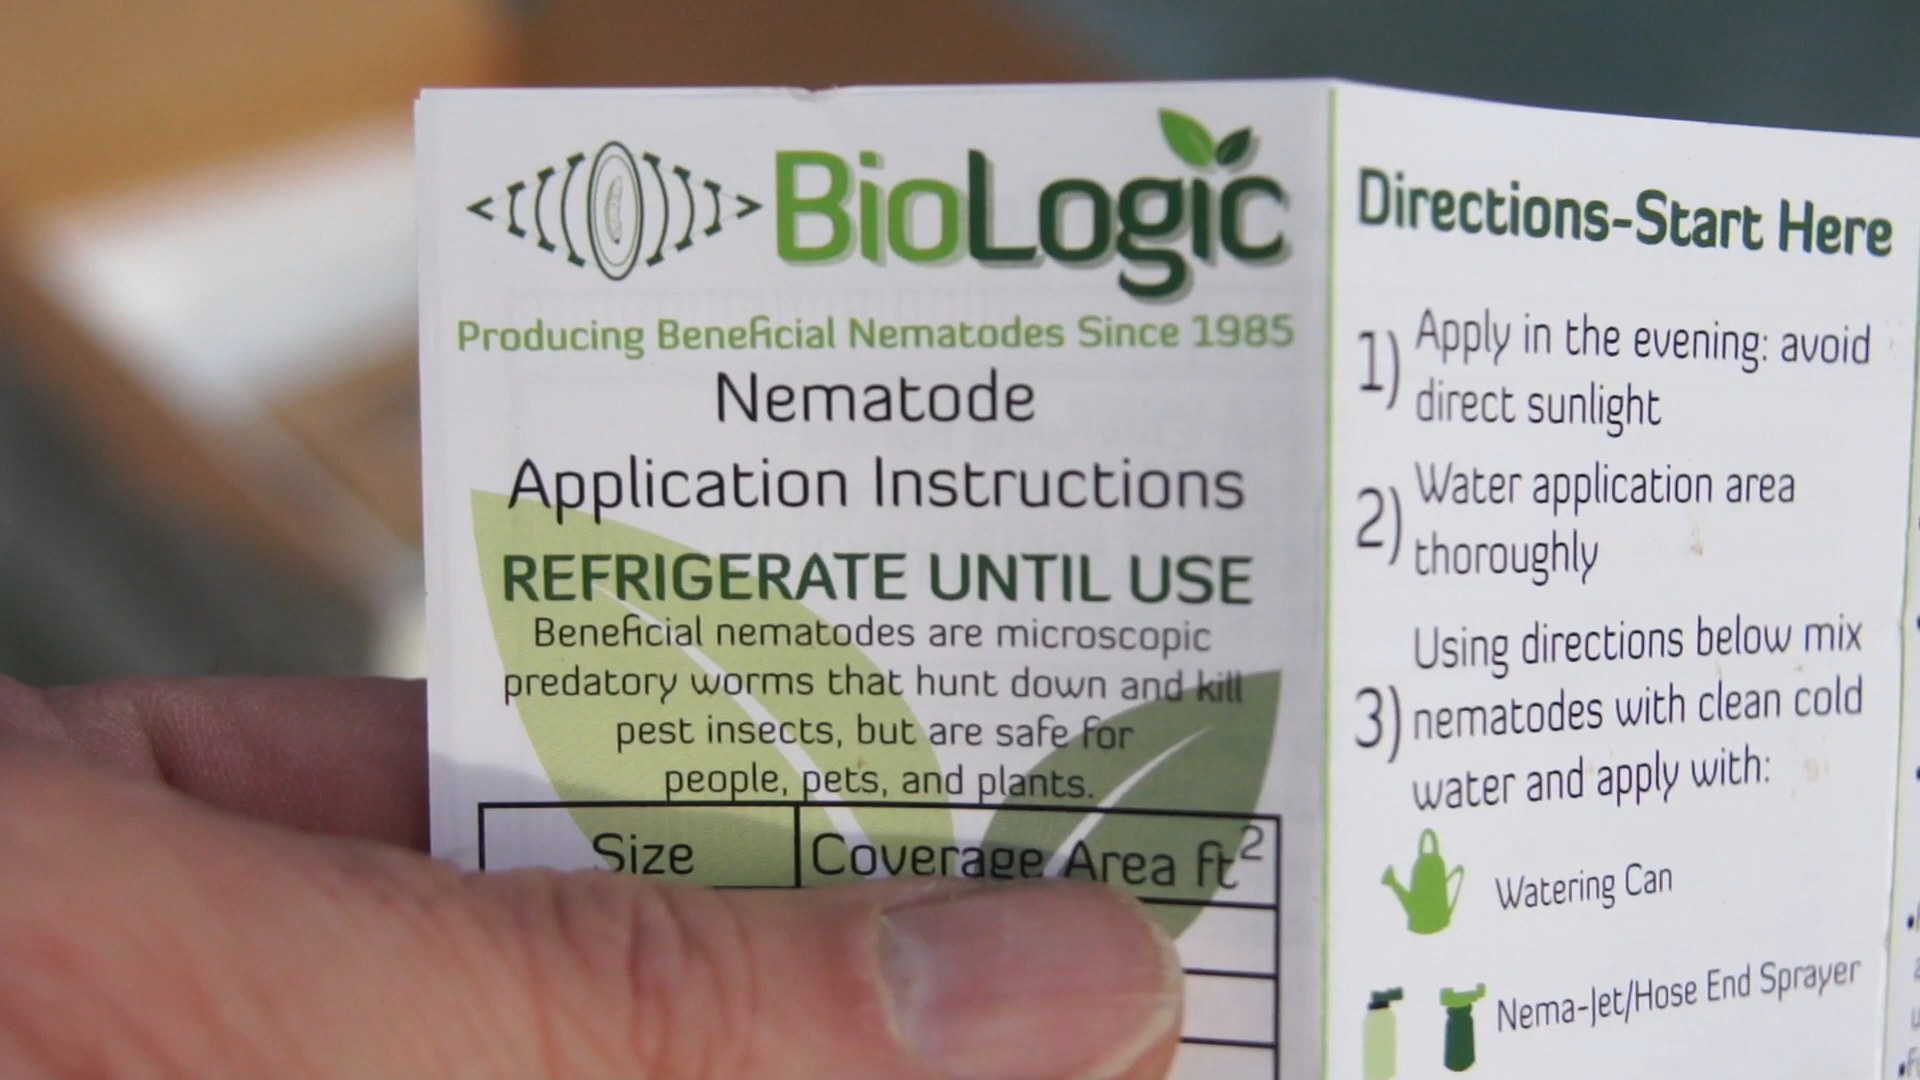 BioLogic
Producing Beneficial Nematodes Since 1985
Nematode
Application Instructions
REFRIGERATE UNTIL USE
Beneficial nematodes are microscopic
predatory worms that hunt down and kill
pest insects, but are safe for
people, pets, and plants.
Size Coverage Area ft²
Directions-Start Here
1) Apply in the evening: avoid
direct sunlight
2) Water application area
thoroughly
3) Using directions below mix
nematodes with clean cold
water and apply with:
Watering Can
Nema-Jet/Hose End Sprayer